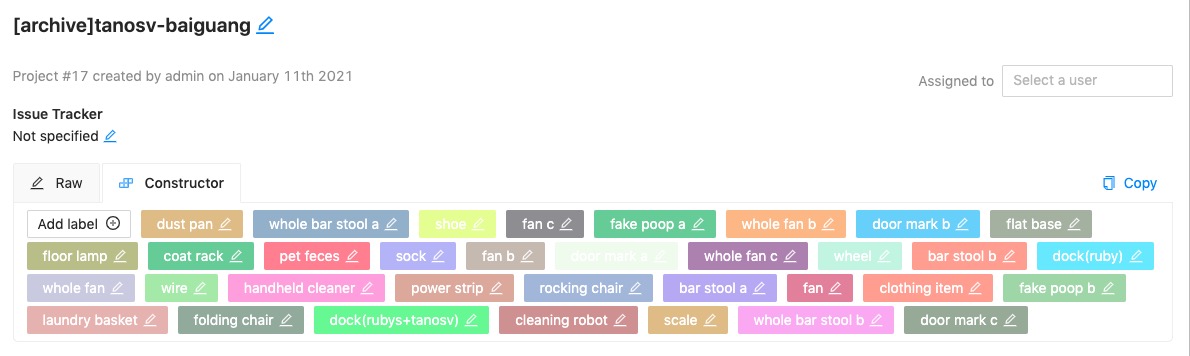 [archive]tanosv-baiguang
Project #17 created by admin on January 11th 2021
Assigned to Select a user
Issue Tracker
Not specified
Raw Constructor Copy
Add label dust pan whole bar stool a shoe fan c fake poop a whole fan b door mark b flat base
floor lamp coat rack pet feces sock fan b door mark a whole fan c wheel bar stool b dock(ruby)
whole fan wire handheld cleaner power strip rocking chair bar stool a fan clothing item fake poop b
laundry basket folding chair dock(rubys+tanosv) cleaning robot scale whole bar stool b door mark c